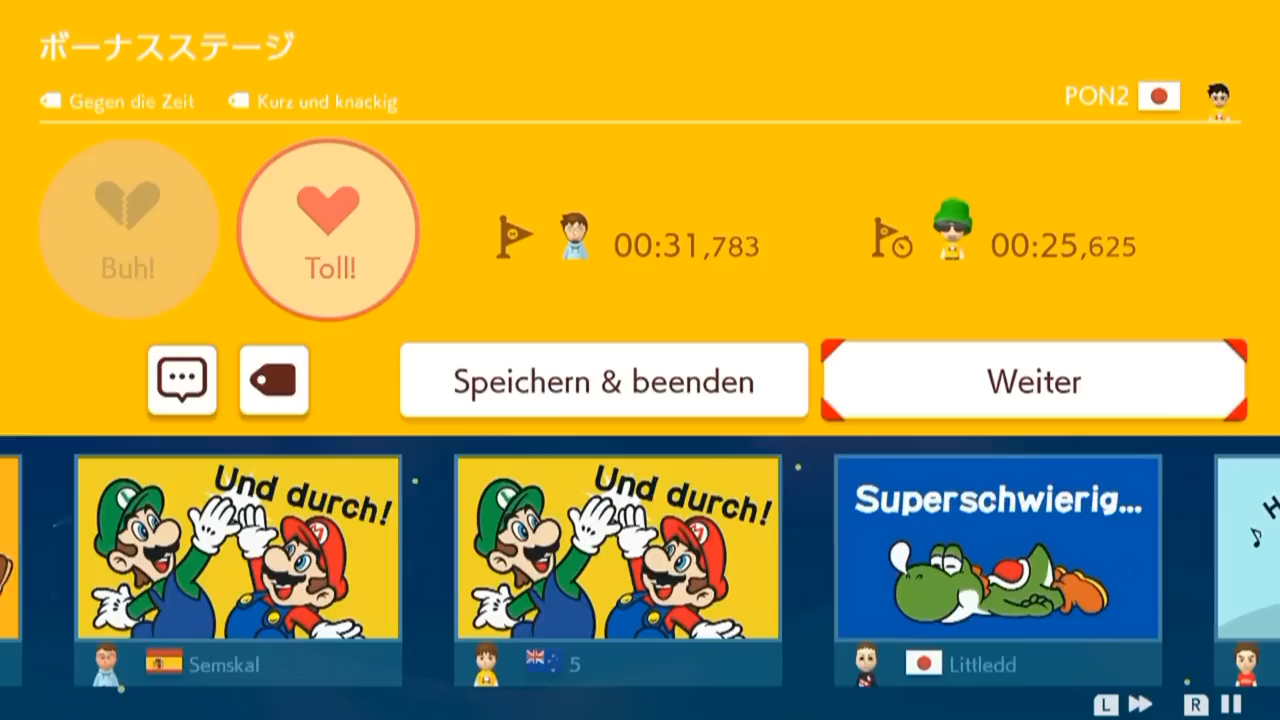 ボーナスステージ
Gegen die Zeit
Kurz und knackig
PON2
Buh!
Toll!
00:31,783
00:25,625
Speichern & beenden
Weiter
Und durch!
Und durch!
Superschwierig...
H
Semskal
5
Littledd
L
R